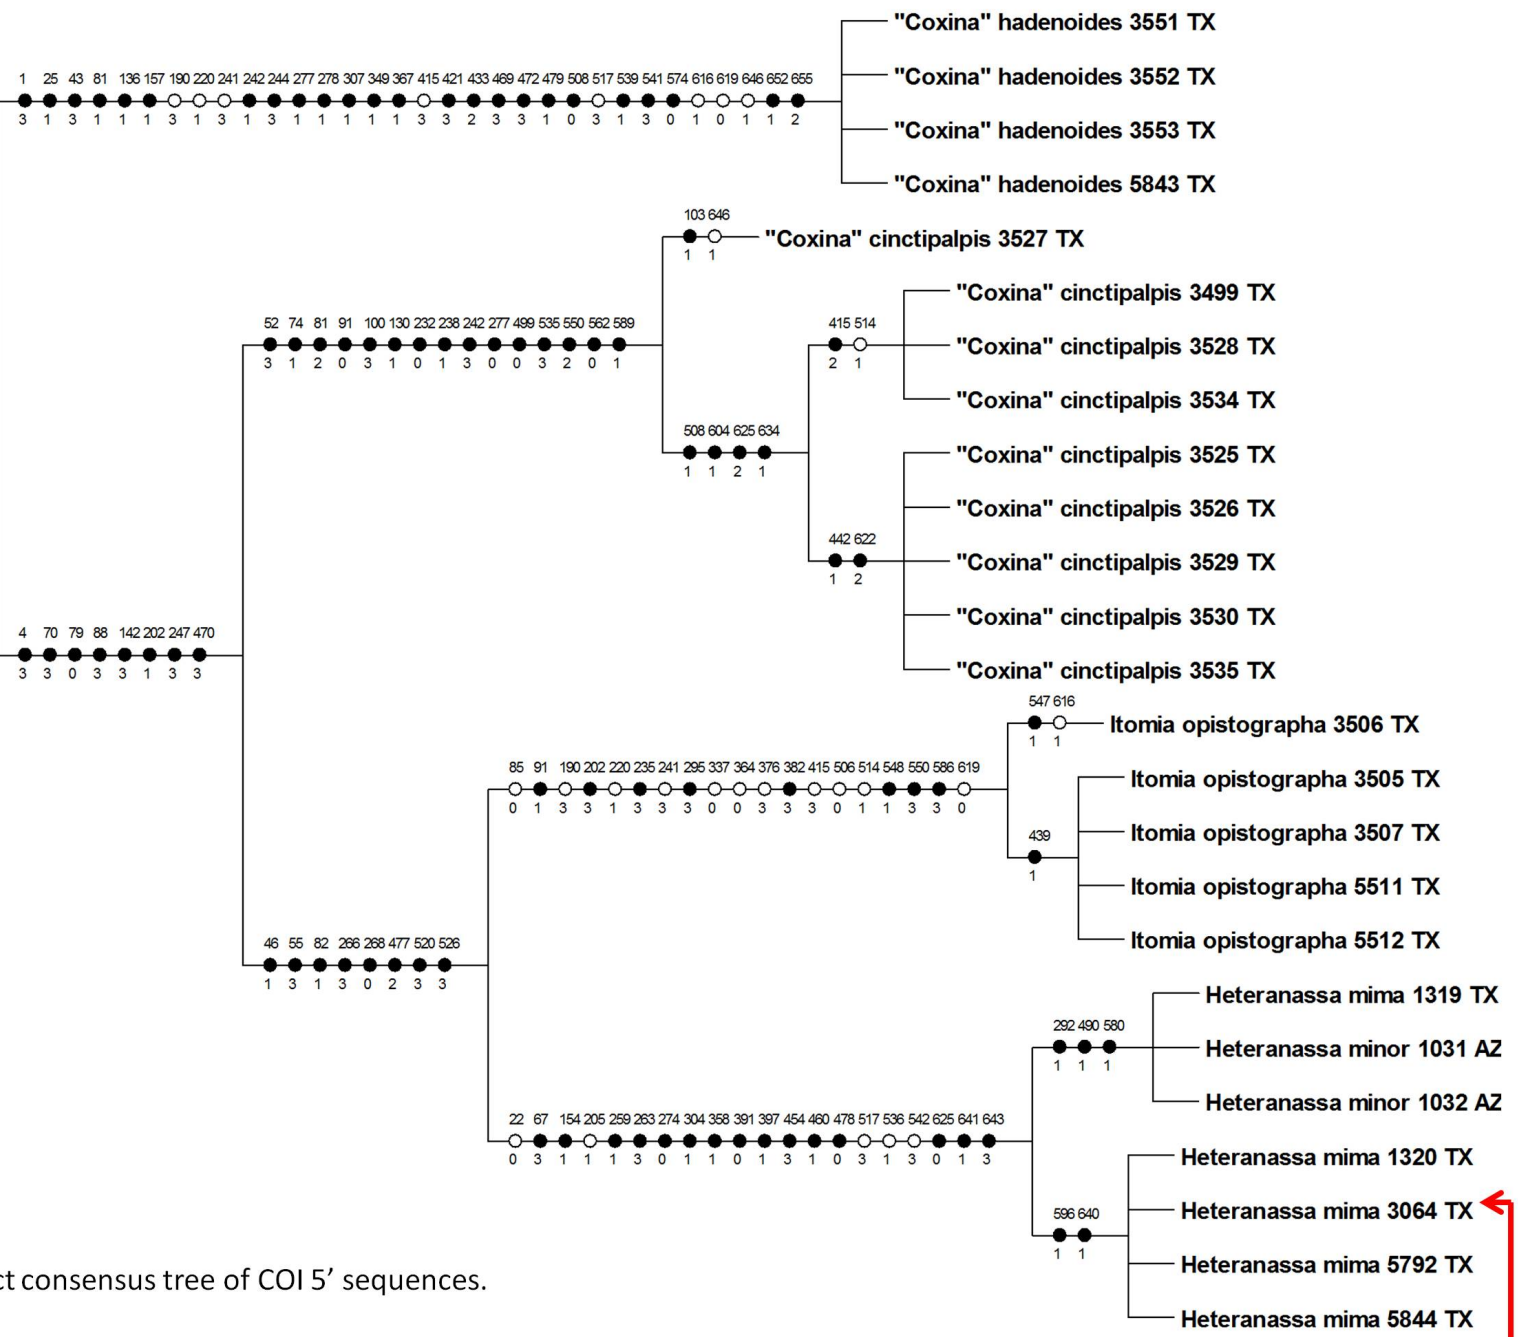 "Coxina" hadenoides 3551 TX
1 25 43 81 136 157 190 220 241 242 244 277 278 307 349 367 415 421 433 469 472 479 508 517 539 541 574 616 619 646 652 655
"Coxina" hadenoides 3552 TX
3 1 3 1 1 1 3 1 3 1 3 1 1 1 1 1 3 3 2 3 3 1 0 3 1 3 0 1 0 1 1 2
"Coxina" hadenoides 3553 TX
"Coxina" hadenoides 5843 TX
103 646
"Coxina" cinctipalpis 3527 TX
1 1
"Coxina" cinctipalpis 3499 TX
52 74 81 91 100 130 232 238 242 277 499 535 550 562 589
415 514
"Coxina" cinctipalpis 3528 TX
3 1 2 0 3 1 0 1 3 0 0 3 2 0 1
2 1
"Coxina" cinctipalpis 3534 TX
508 604 625 634
1 1 2 1
"Coxina" cinctipalpis 3525 TX
"Coxina" cinctipalpis 3526 TX
442 622
"Coxina" cinctipalpis 3529 TX
1 2
"Coxina" cinctipalpis 3530 TX
"Coxina" cinctipalpis 3535 TX
4 70 79 88 142 202 247 470
3 3 0 3 3 1 3 3
547 616
Itomia opistographa 3506 TX
1 1
85 91 190 202 220 235 241 295 337 364 376 382 415 506 514 548 550 586 619
Itomia opistographa 3505 TX
0 1 3 3 1 3 3 3 0 0 3 3 3 0 1 1 3 3 0
439
Itomia opistographa 3507 TX
1
Itomia opistographa 5511 TX
Itomia opistographa 5512 TX
46 55 82 266 268 477 520 526
1 3 1 3 0 2 3 3
Heteranassa mima 1319 TX
292 490 580
Heteranassa minor 1031 AZ
1 1 1
Heteranassa minor 1032 AZ
22 67 154 205 259 263 274 304 358 391 397 454 460 478 517 536 542 625 641 643
0 3 1 1 1 3 0 1 1 0 1 3 1 0 3 1 3 0 1 3
Heteranassa mima 1320 TX
596 640
Heteranassa mima 3064 TX
1 1
Heteranassa mima 5792 TX
ct consensus tree of COI 5’ sequences.
Heteranassa mima 5844 TX